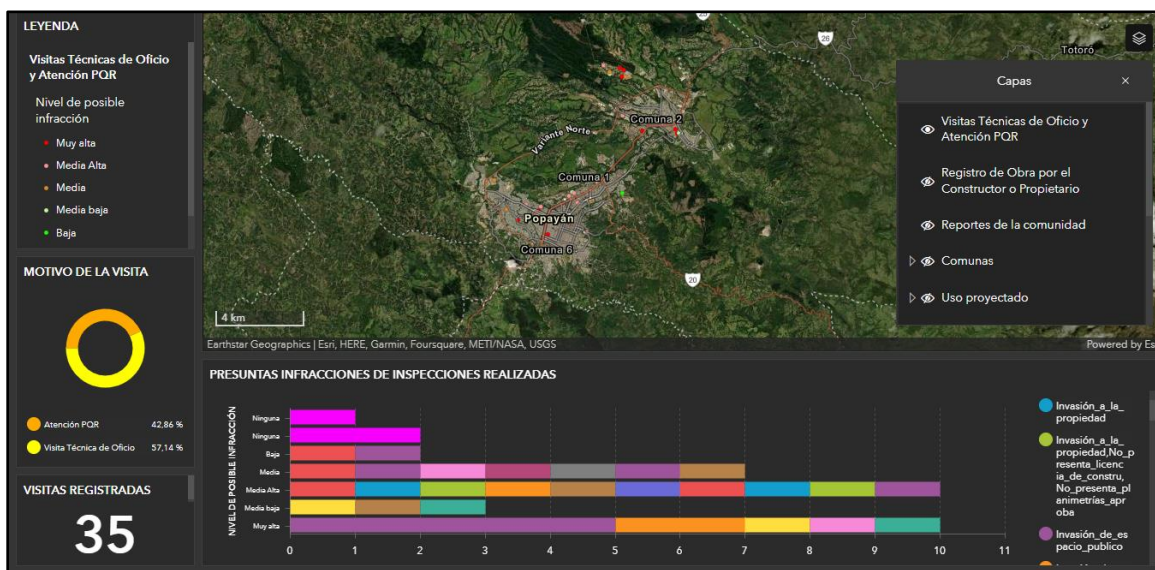 LEYENDA
Visitas Técnicas de Oficio
y Atención PQR
Nivel de posible
infracción
Muy alta
Media Alta
Media
Media baja
Baja
MOTIVO DE LA VISITA
Atención PQR 42,86 %
Visita Técnica de Oficio 57,14 %
VISITAS REGISTRADAS
35
26
Totoró
Comuna 2
Variante Norte
Comuna 1
Popayán
Comuna 6
20
4 km
Earthstar Geographics | Esri, HERE, Garmin, Foursquare, METI/NASA, USGS
Powered by Es
Capas ×
Visitas Técnicas de Oficio y
Atención PQR
Registro de Obra por el
Constructor o Propietario
Reportes de la comunidad
Comunas
Uso proyectado
PRESUNTAS INFRACCIONES DE INSPECCIONES REALIZADAS
NIVEL DE POSIBLE INFRACCIÓN
Ninguna
Ninguna
Baja
Media
Media Alta
Media baja
Muy alta
0 1 2 3 4 5 6 7 8 9 10 11
Invasión_a_la_
propiedad
Invasión_a_la_
propiedad,No_p
resenta_licenc
ia_de_constru,
No_presenta_pl
animetrías_apr
oba
Invasión_de_es
pacio_publico